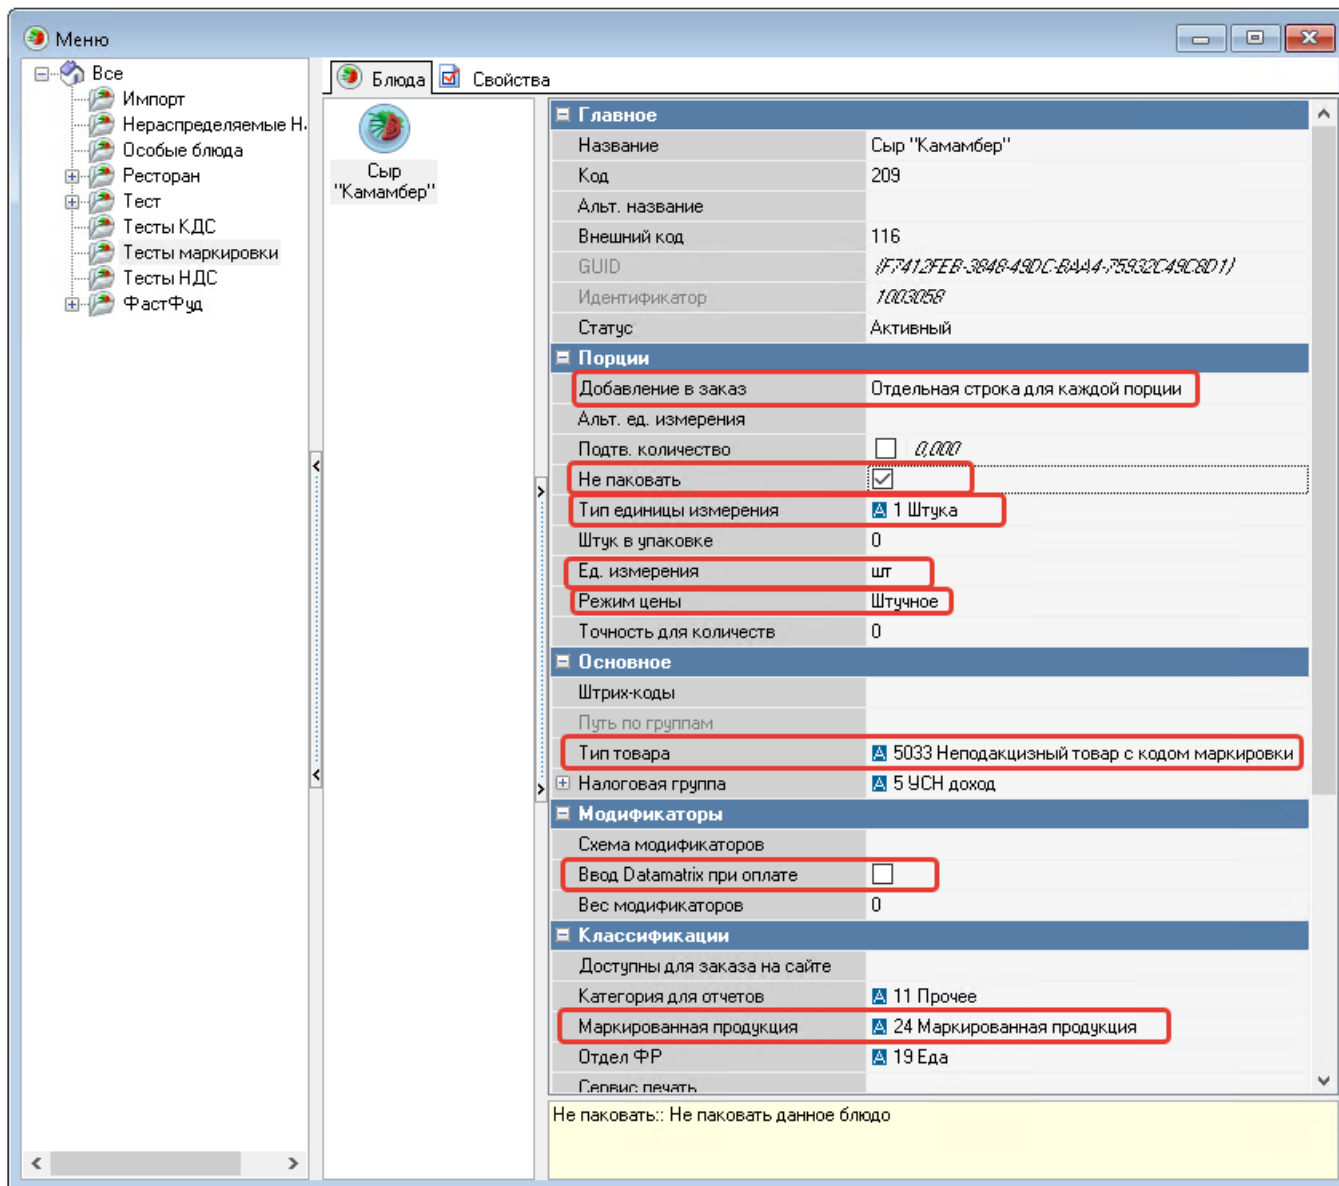 Меню
Все
Импорт
Нераспределяемые Н
Особые блюда
Ресторан
Тест
Тесты КДС
Тесты маркировки
Тесты НДС
ФастФуд
Блюда Свойства
Сыр
"Камамбер"
Главное
Название Сыр "Камамбер"
Код 209
Альт. название
Внешний код 116
GUID {F7412FEB-3648-49DC-BAA4-75932C49C8D1}
Идентификатор 1003058
Статус Активный
Порции
Добавление в заказ Отдельная строка для каждой порции
Альт. ед. измерения
Подтв. количество 0,000
Не паковать
Тип единицы измерения 1 Штука
Штук в упаковке 0
Ед. измерения шт
Режим цены Штучное
Точность для количеств 0
Основное
Штрих-коды
Путь по группам
Тип товара 5033 Неподакцизный товар с кодом маркировки
Налоговая группа 5 УСН доход
Модификаторы
Схема модификаторов
Ввод Datamatrix при оплате
Вес модификаторов 0
Классификации
Доступны для заказа на сайте
Категория для отчетов 11 Прочее
Маркированная продукция 24 Маркированная продукция
Отдел ФР 19 Еда
Сервис печать
Не паковать:: Не паковать данное блюдо